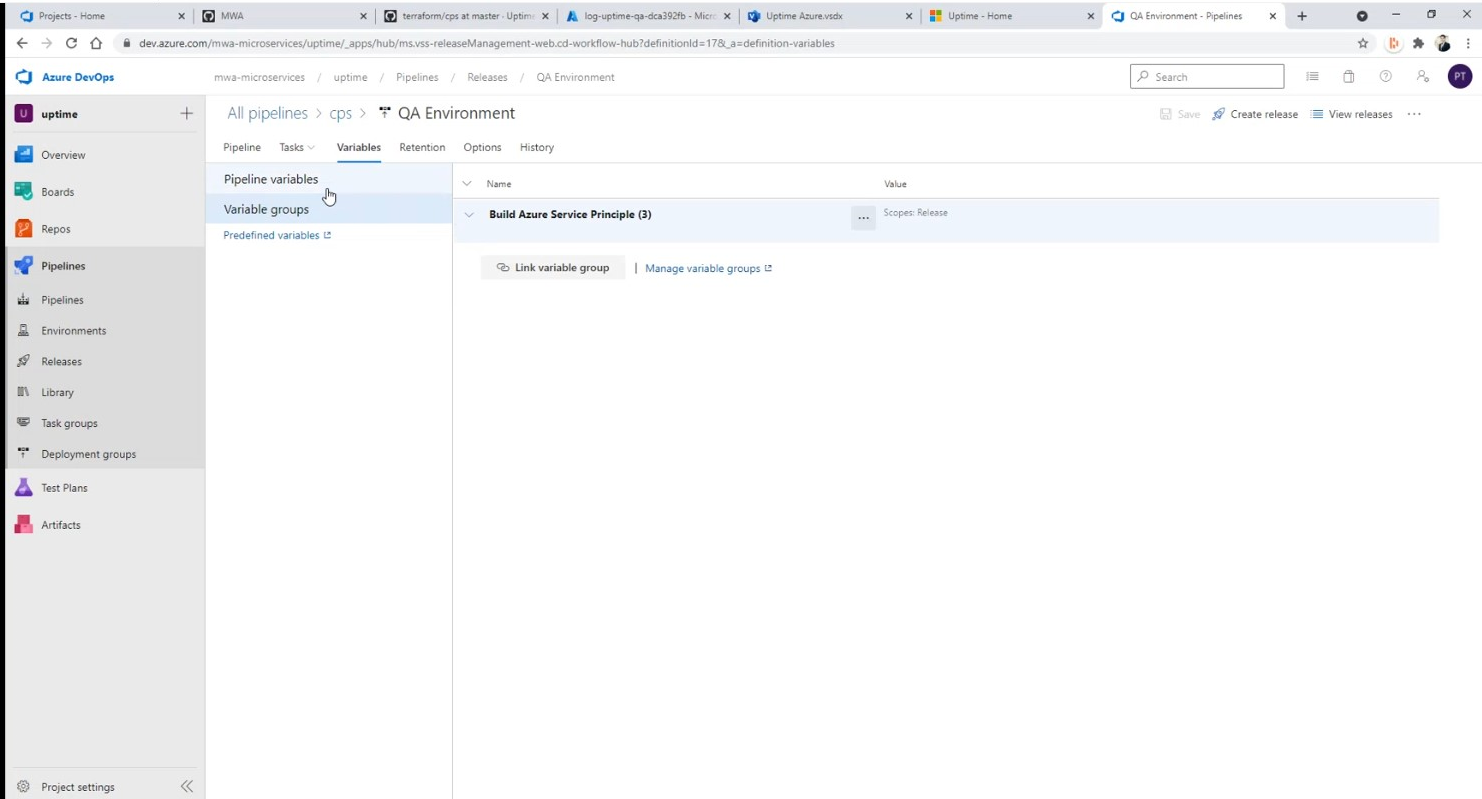 Projects - Home
MWA
terraform/cps at master · Uptime
log-uptime-qa-dca392fb - Micro
Uptime Azure.vsdx
Uptime - Home
QA Environment - Pipelines
dev.azure.com/mwa-microservices/uptime/_apps/hub/ms.vss-releaseManagement-web.cd-workflow-hub?definitionId=17&_a=definition-variables
Azure DevOps
mwa-microservices / uptime / Pipelines / Releases / QA Environment
Search
PT
U uptime
All pipelines > cps > QA Environment
Save Create release View releases
Pipeline Tasks Variables Retention Options History
Overview
Boards
Repos
Pipelines
Pipelines
Environments
Releases
Library
Task groups
Deployment groups
Test Plans
Artifacts
Project settings
Pipeline variables
Variable groups
Predefined variables
Name Value
Build Azure Service Principle (3) ... Scopes: Release
Link variable group | Manage variable groups